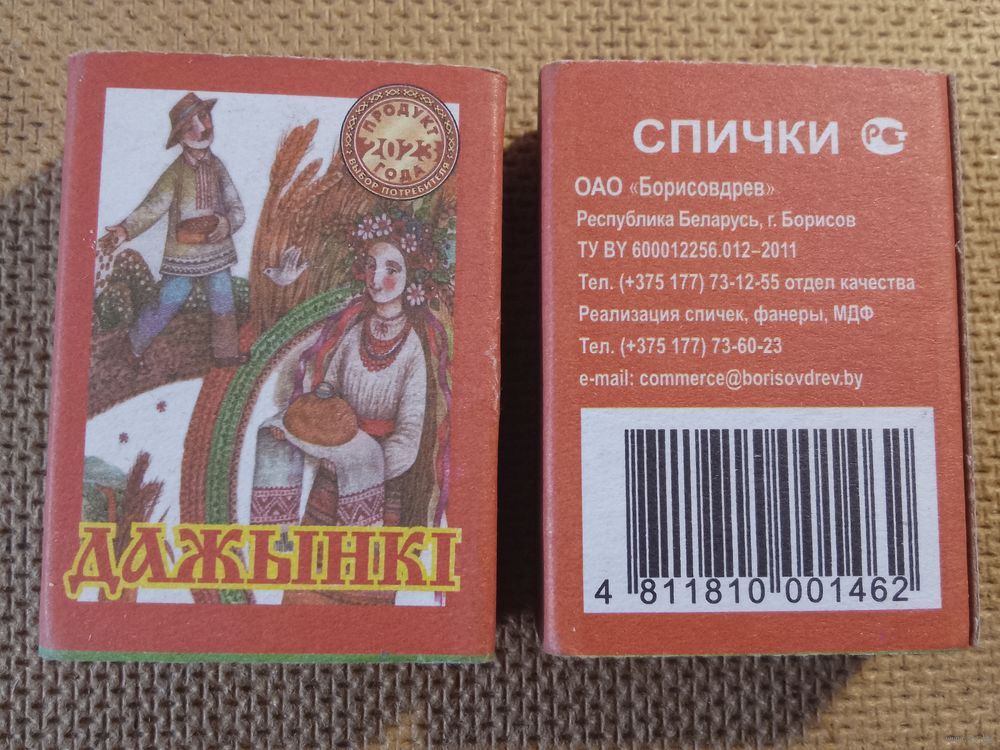 ПРОДУКТ
2023
ГОДА
ВЫБОР ПОТРЕБИТЕЛЯ
ДАЖЫНКІ
СПИЧКИ РСТ
ОАО «Борисовдрев»
Республика Беларусь, г. Борисов
ТУ BY 600012256.012–2011
Тел. (+375 177) 73-12-55 отдел качества
Реализация спичек, фанеры, МДФ
Тел. (+375 177) 73-60-23
e-mail: commerce@borisovdrev.by
4 811810 001462